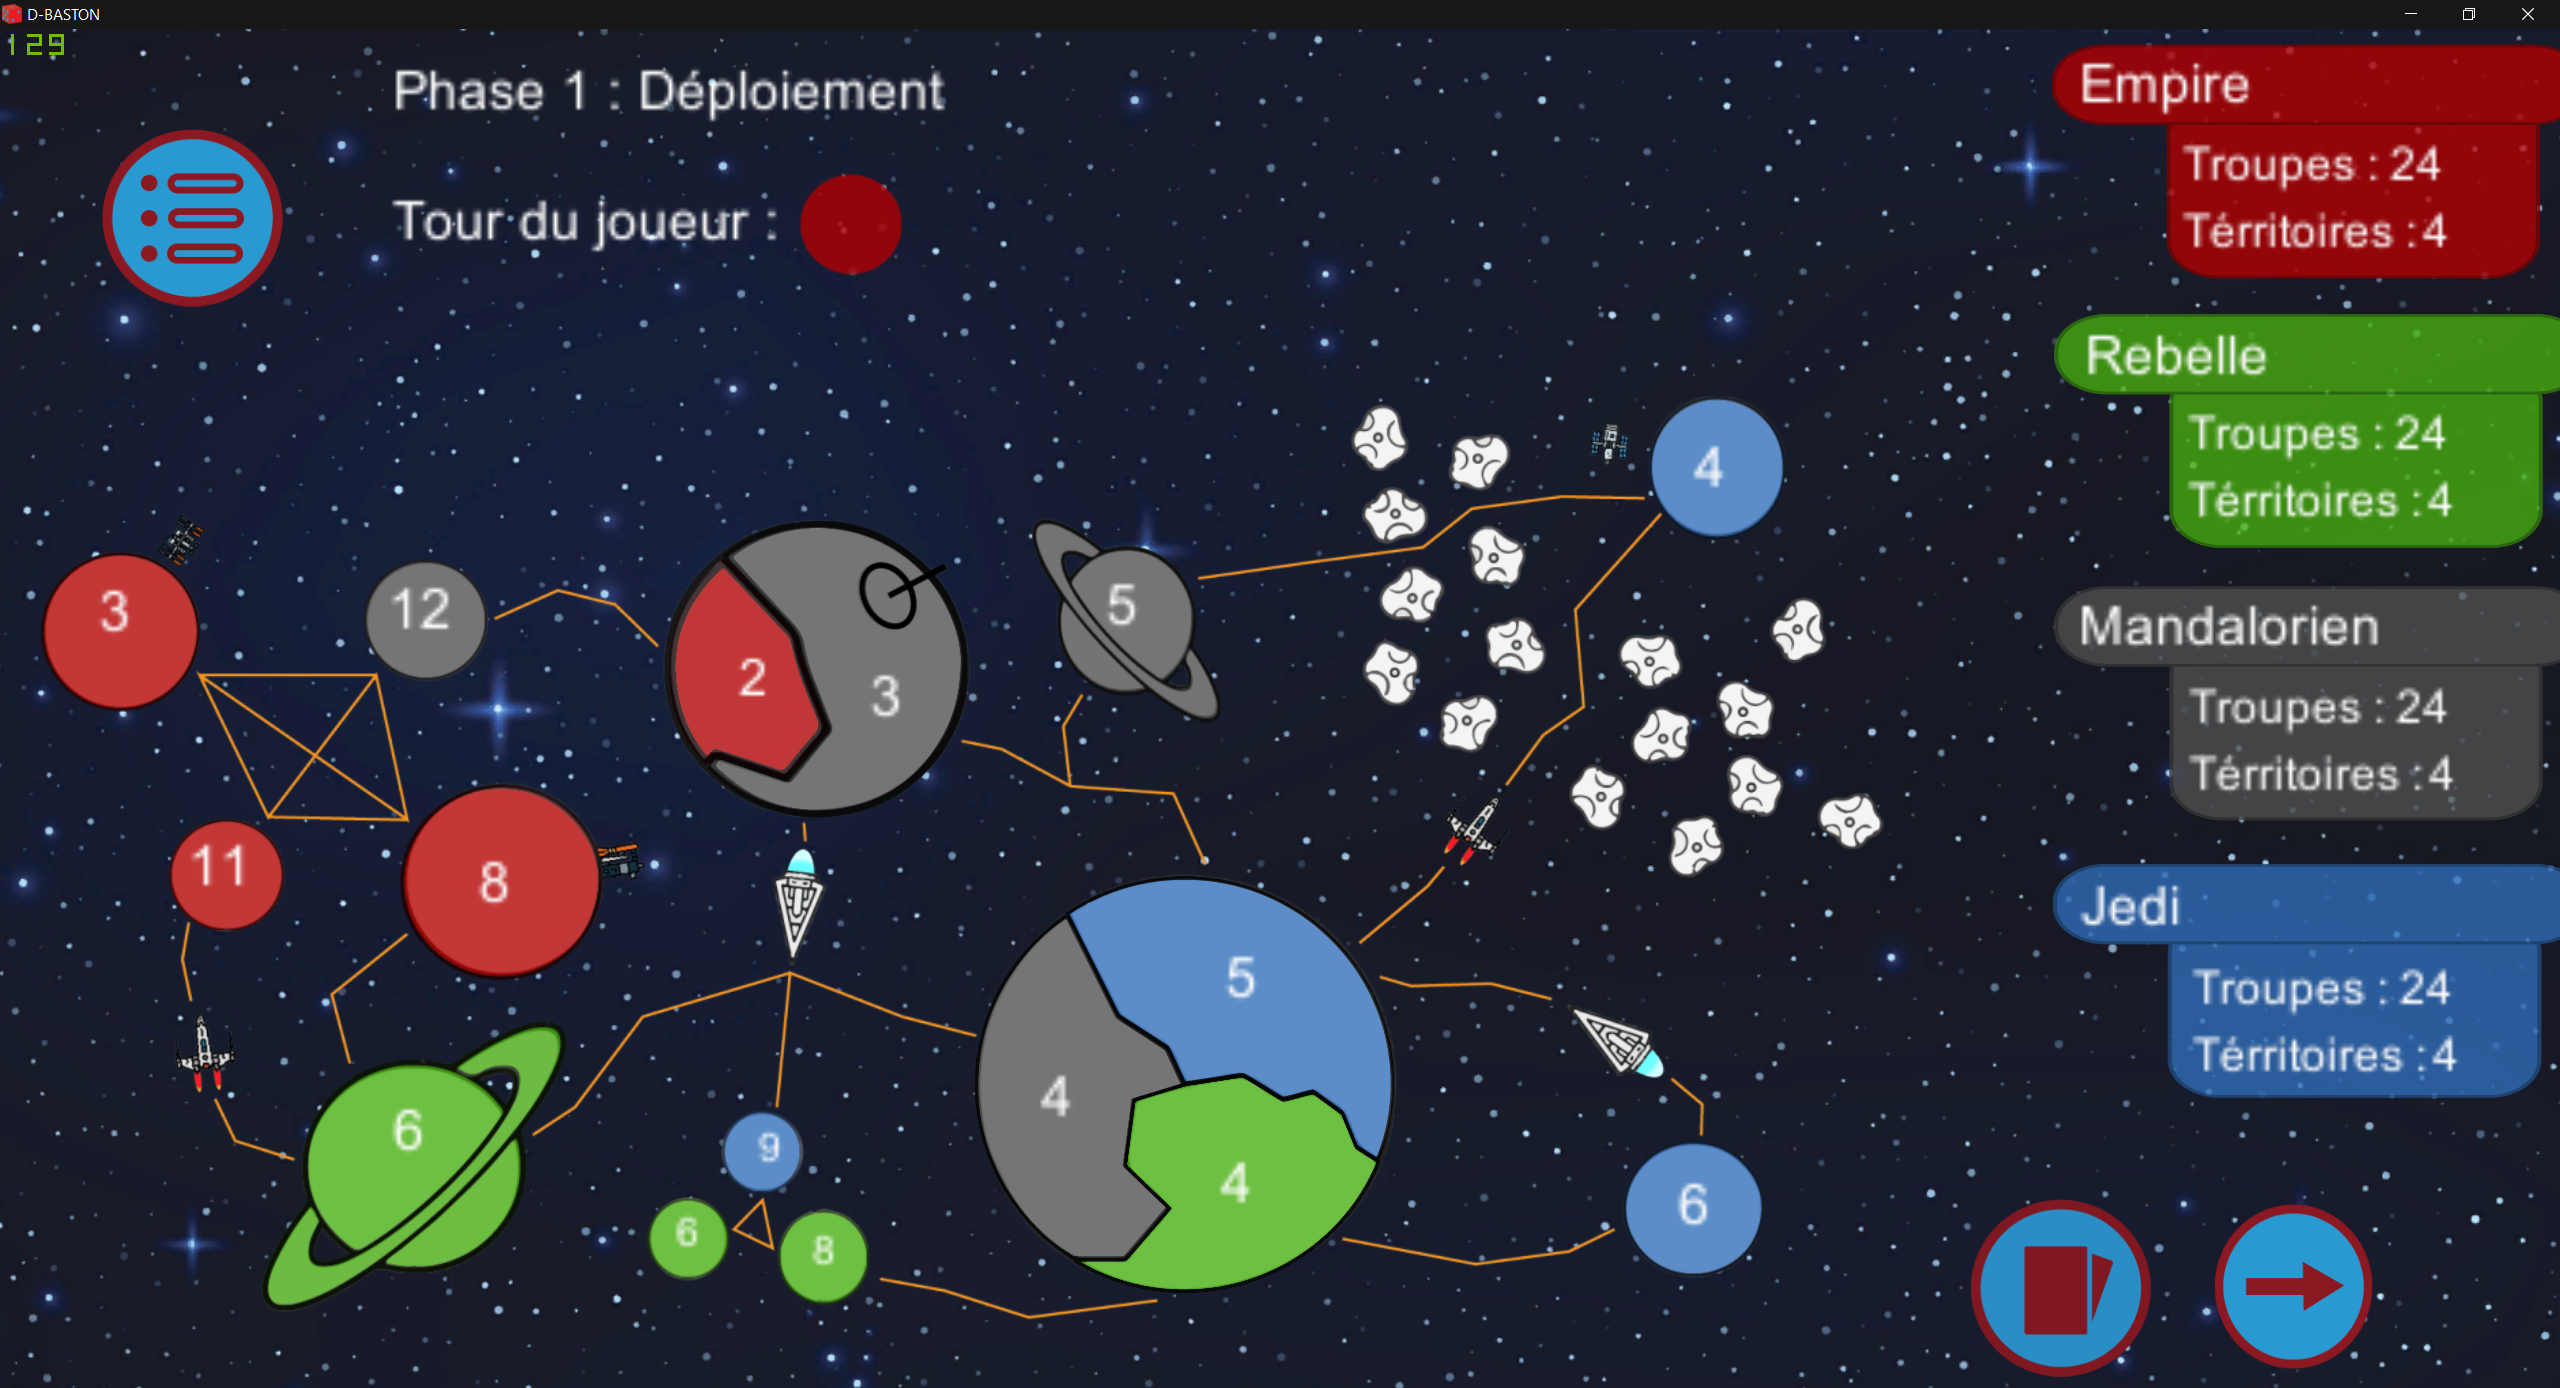 D-BASTON
129
Phase 1 : Déploiement
Tour du joueur :
Empire
Troupes : 24
Térritoires : 4
Rebelle
Troupes : 24
Térritoires : 4
Mandalorien
Troupes : 24
Térritoires : 4
Jedi
Troupes : 24
Térritoires : 4
4
3
12
2
3
5
11
8
5
4
4
6
9
6
8
6